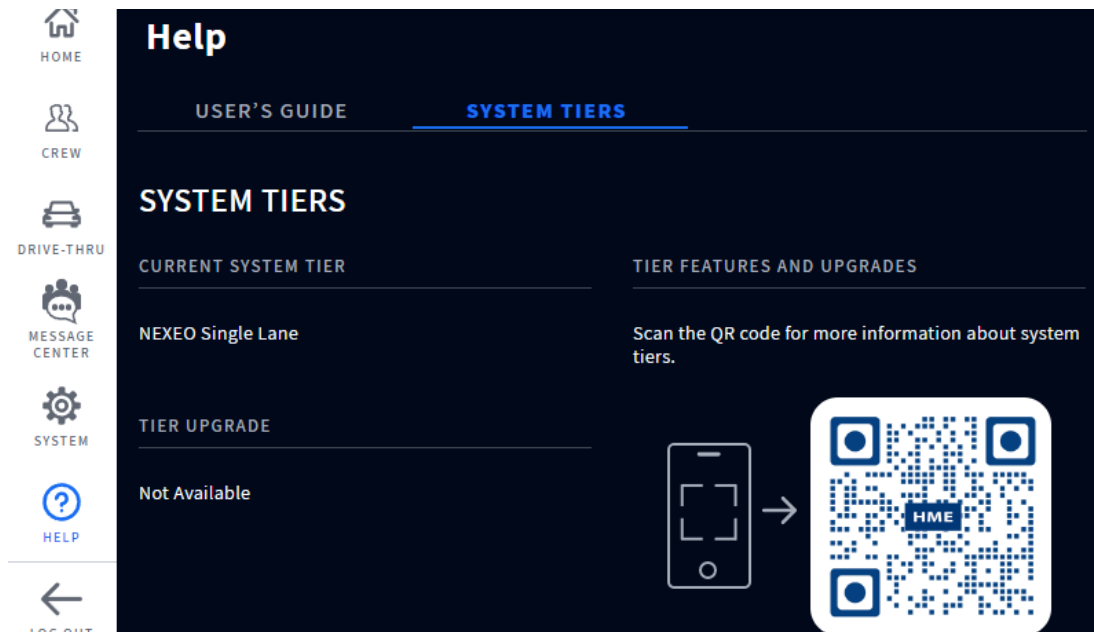 HOME
CREW
DRIVE-THRU
MESSAGE
CENTER
SYSTEM
HELP
LOG OUT
Help
USER'S GUIDE
SYSTEM TIERS
SYSTEM TIERS
CURRENT SYSTEM TIER
NEXEO Single Lane
TIER UPGRADE
Not Available
TIER FEATURES AND UPGRADES
Scan the QR code for more information about system
tiers.
HME